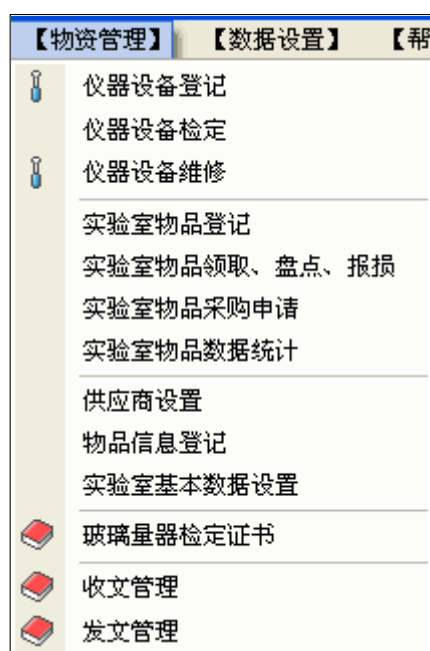 【物资管理】 【数据设置】 【帮
仪器设备登记
仪器设备检定
仪器设备维修
实验室物品登记
实验室物品领取、盘点、报损
实验室物品采购申请
实验室物品数据统计
供应商设置
物品信息登记
实验室基本数据设置
玻璃量器检定证书
收文管理
发文管理